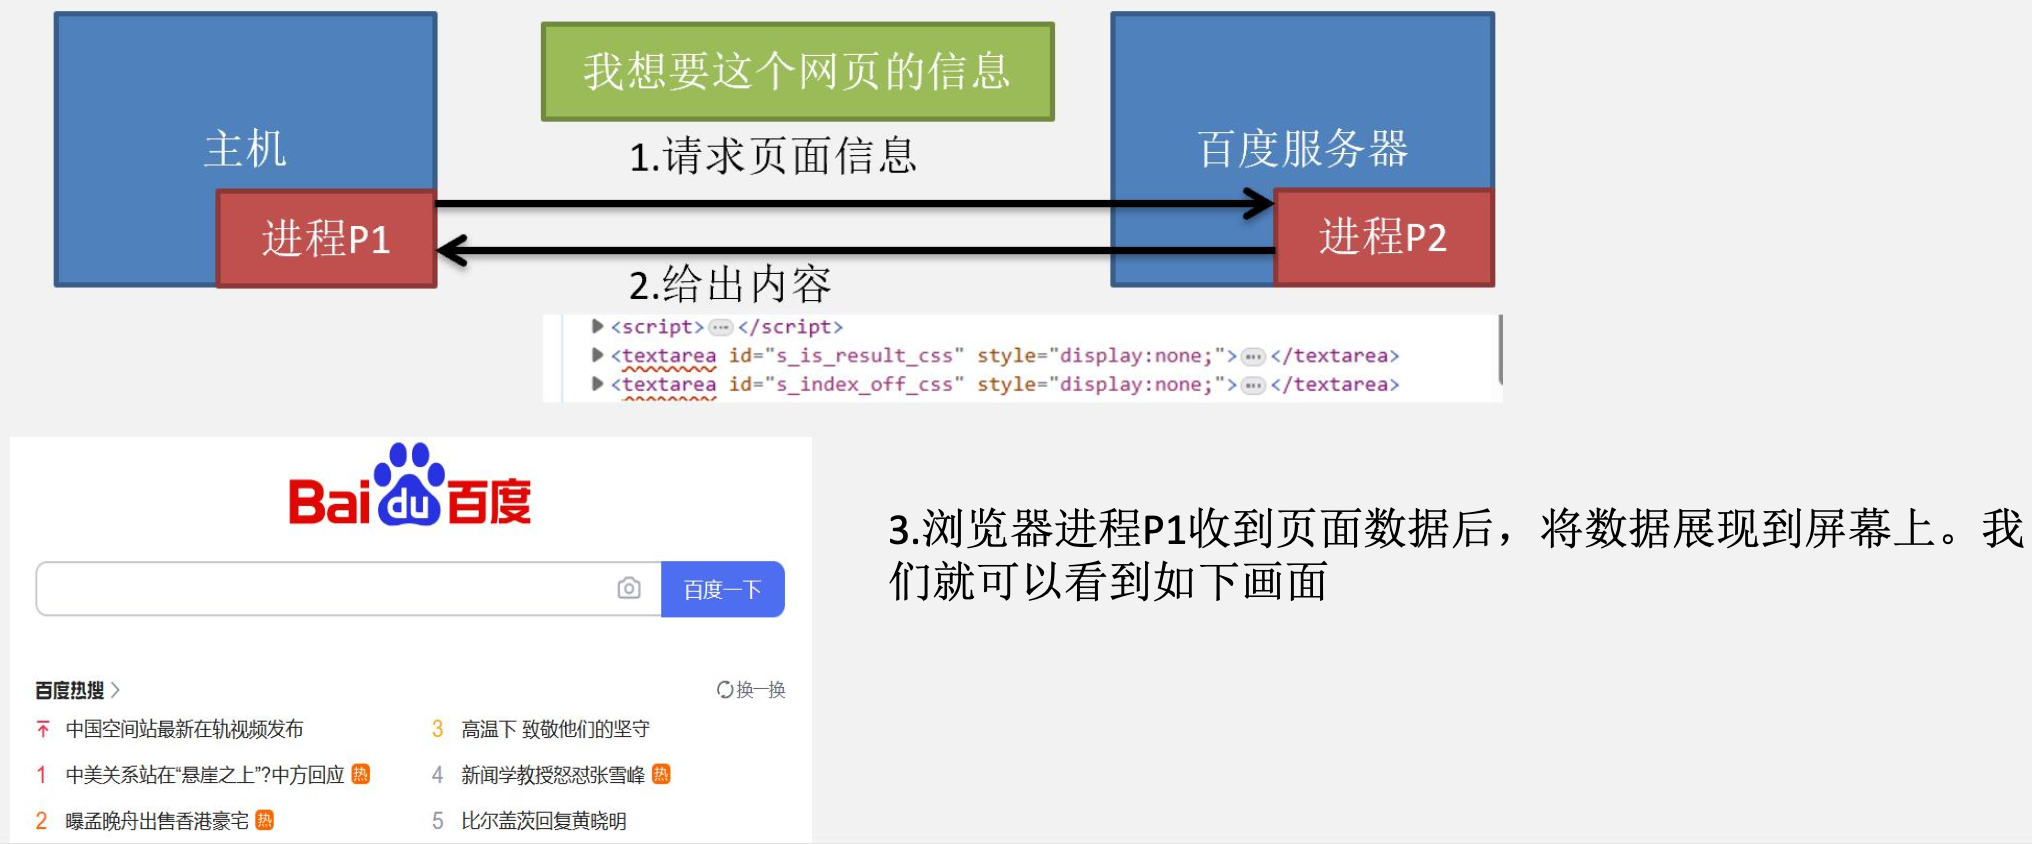 我想要这个网页的信息
主机
1.请求页面信息
百度服务器
进程P1
进程P2
2.给出内容
<script>…</script>
<textarea id="s_is_result_css" style="display:none;">…</textarea>
<textarea id="s_index_off_css" style="display:none;">…</textarea>
Bai du 百度
百度一下
3.浏览器进程P1收到页面数据后，将数据展现到屏幕上。我
们就可以看到如下画面
百度热搜
换一换
中国空间站最新在轨视频发布
3 高温下 致敬他们的坚守
1 中美关系站在“悬崖之上”?中方回应 热
4 新闻学教授怒怼张雪峰 热
2 曝孟晚舟出售香港豪宅 热
5 比尔盖茨回复黄晓明